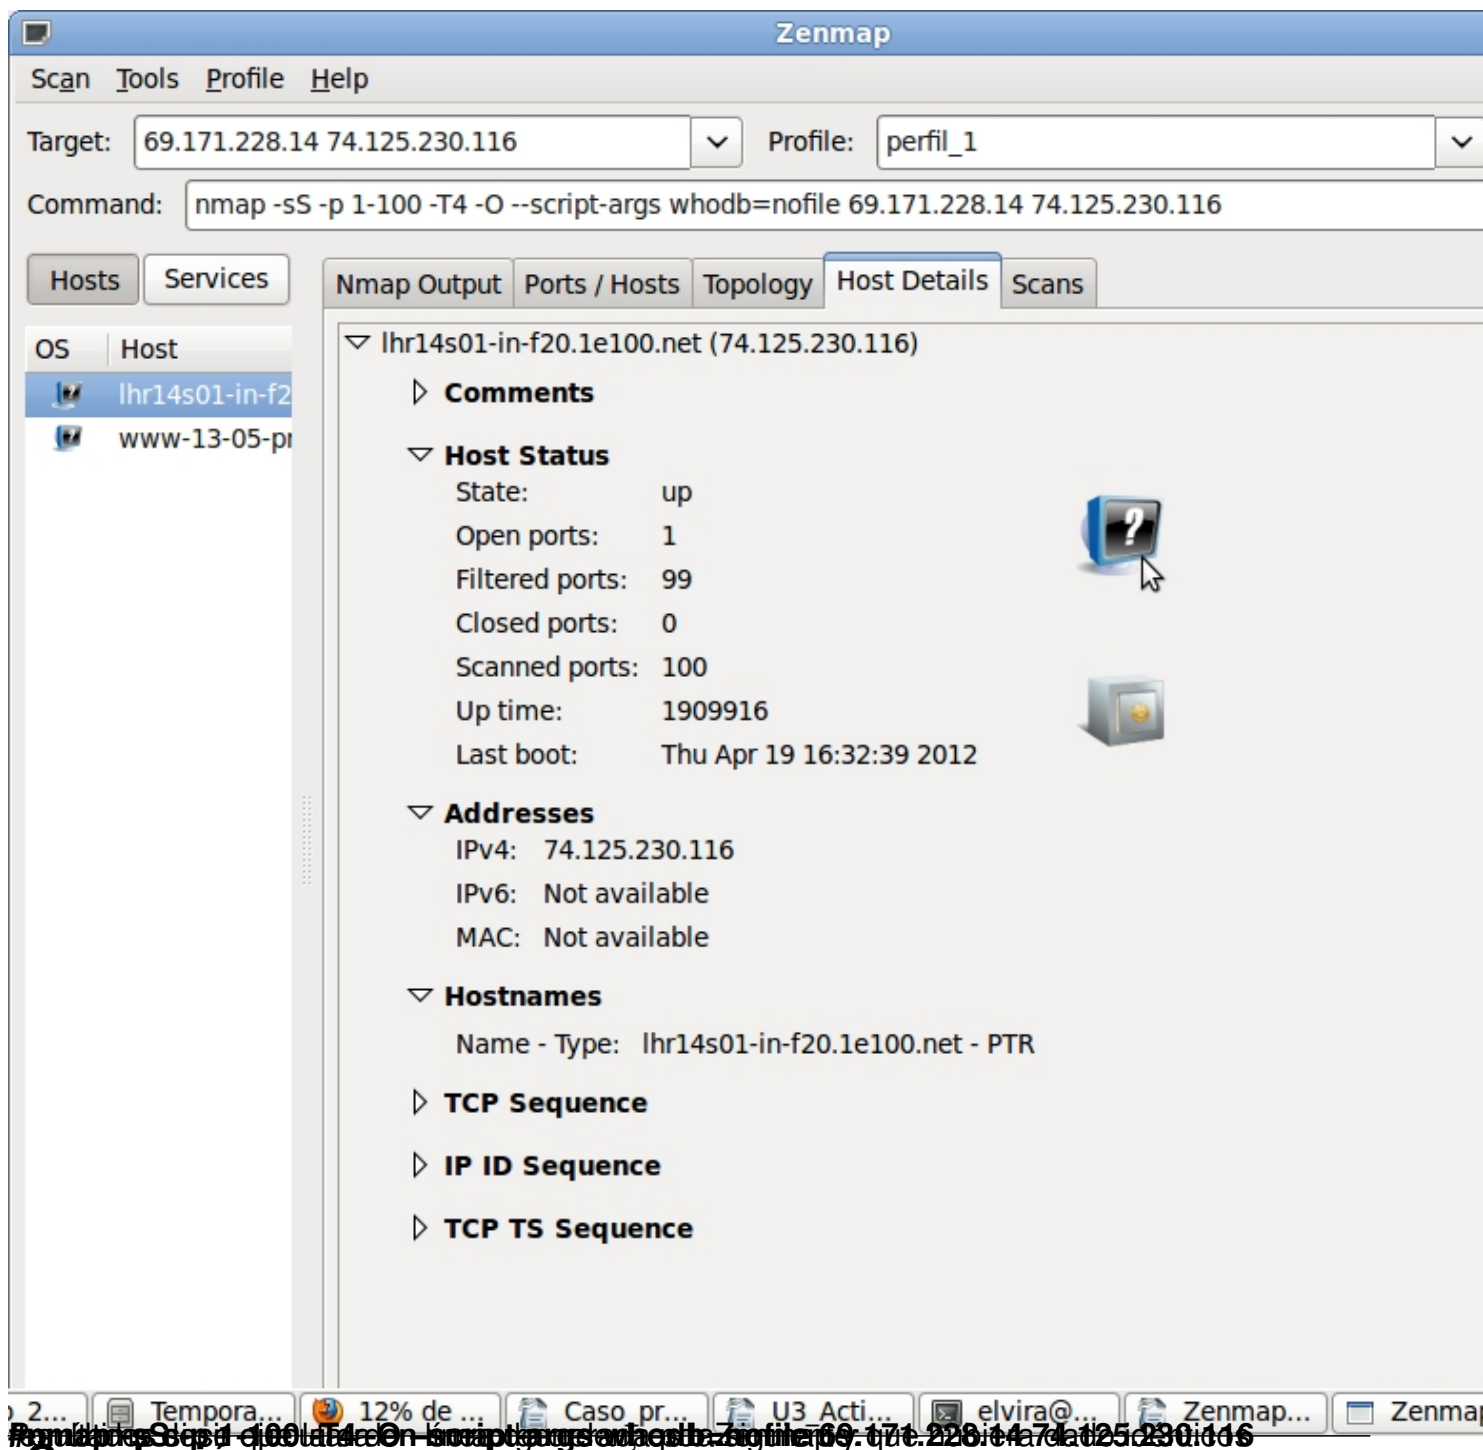 Zenmap
Scan Tools Profile Help
Target: 69.171.228.14 74.125.230.116 Profile: perfil_1
Command: nmap -sS -p 1-100 -T4 -O --script-args whodb=nofile 69.171.228.14 74.125.230.116
Hosts Services Nmap Output Ports / Hosts Topology Host Details Scans
OS Host
lhr14s01-in-f2
www-13-05-pr
lhr14s01-in-f20.1e100.net (74.125.230.116)
Comments
Host Status
State: up
Open ports: 1
Filtered ports: 99
Closed ports: 0
Scanned ports: 100
Up time: 1909916
Last boot: Thu Apr 19 16:32:39 2012
Addresses
IPv4: 74.125.230.116
IPv6: Not available
MAC: Not available
Hostnames
Name - Type: lhr14s01-in-f20.1e100.net - PTR
TCP Sequence
IP ID Sequence
TCP TS Sequence
2... Tempora... 12% de ... Caso_pr... U3_Acti... elvira@... Zenmap... Zenma